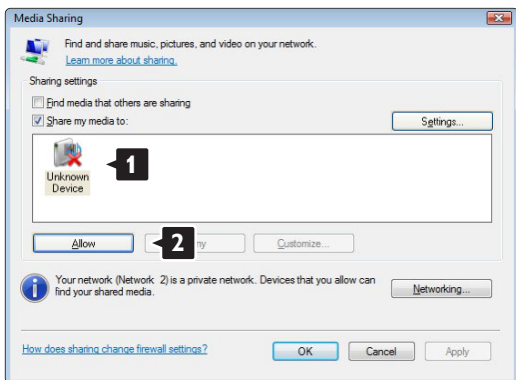 Media Sharing
Find and share music, pictures, and video on your network.
Learn more about sharing.
Sharing settings
Find media that others are sharing
Share my media to:
Settings...
1
Unknown
Device
Allow
2
ny
Customize...
Your network (Network 2) is a private network. Devices that you allow can
find your shared media.
Networking...
How does sharing change firewall settings?
OK
Cancel
Apply